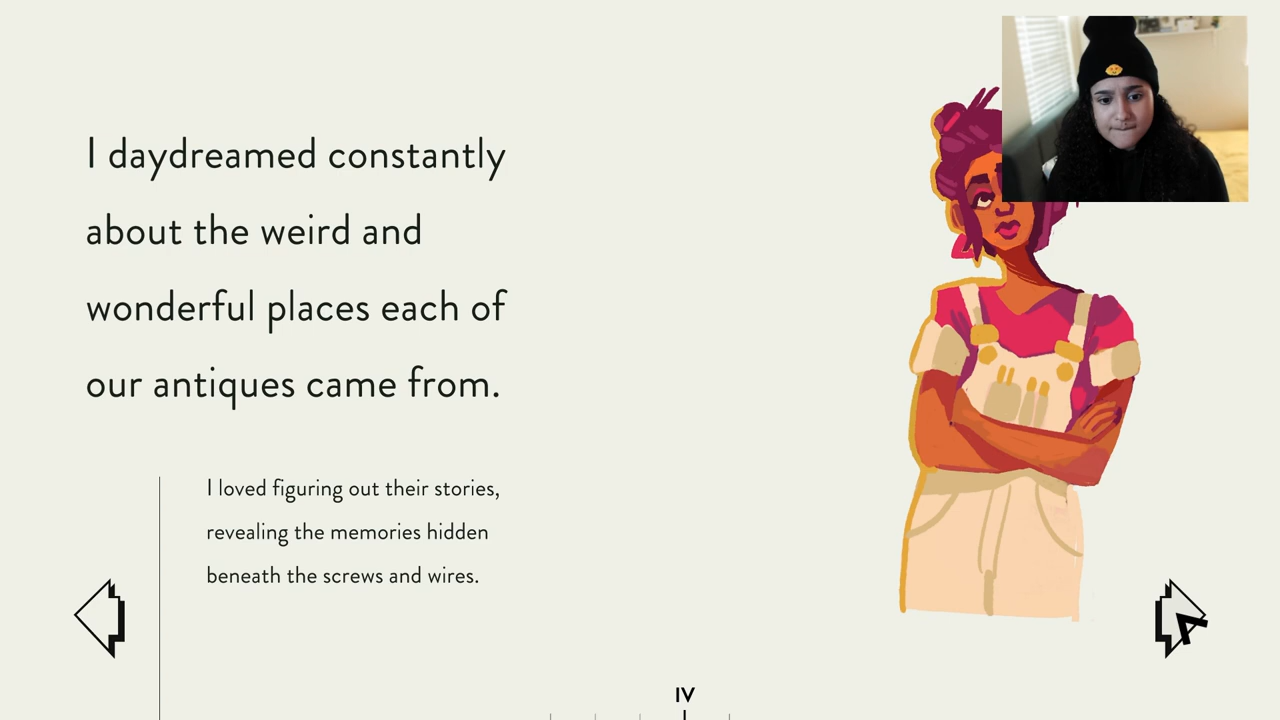 I daydreamed constantly
about the weird and
wonderful places each of
our antiques came from.
I loved figuring out their stories,
revealing the memories hidden
beneath the screws and wires.
IV